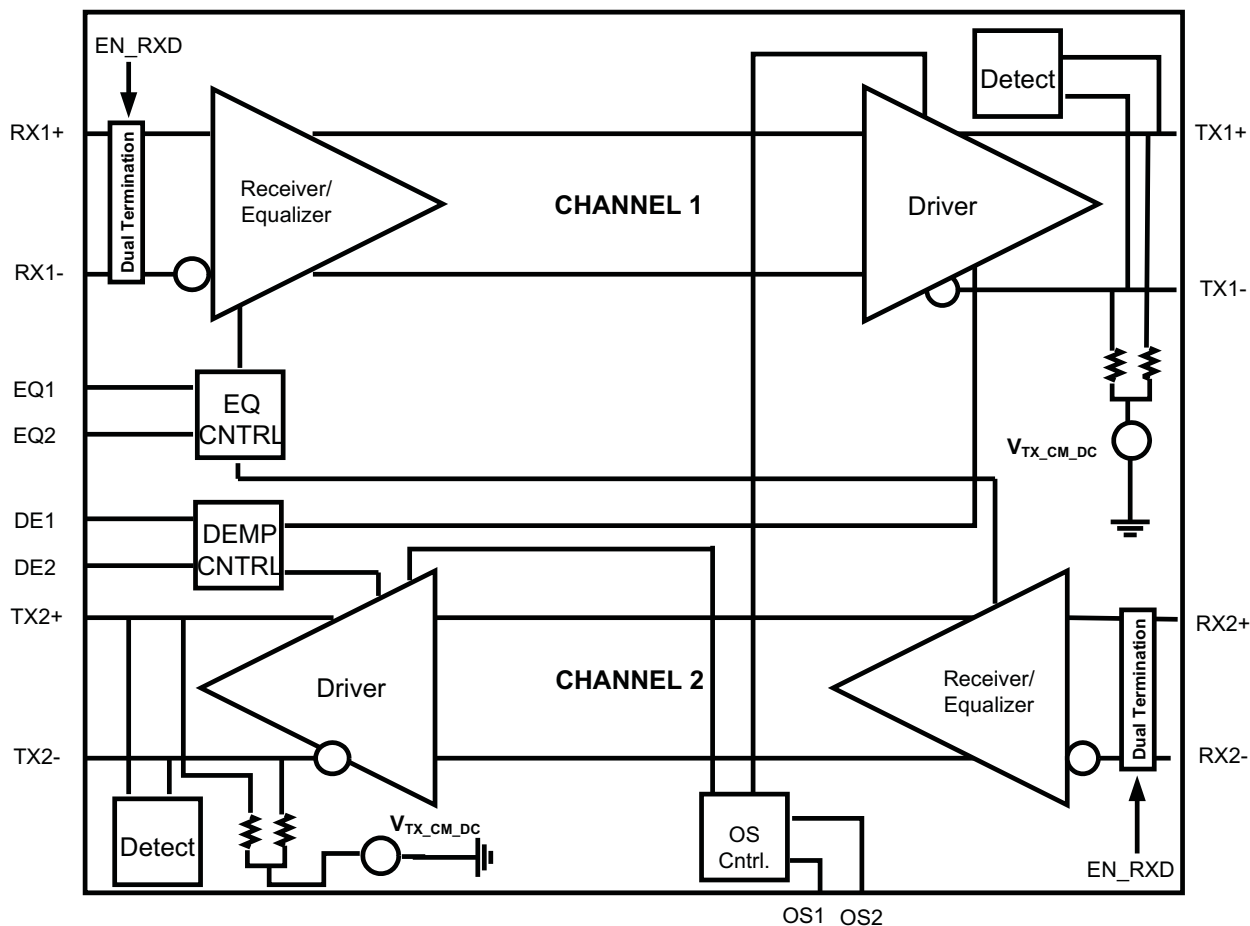 EN_RXD
Detect
RX1+
TX1+
Dual Termination
Receiver/
Equalizer
CHANNEL 1
Driver
RX1-
TX1-
EQ1
EQ
CNTRL
EQ2
V_TX_CM_DC
DE1
DEMP
CNTRL
DE2
TX2+
RX2+
Driver
CHANNEL 2
Receiver/
Equalizer
Dual Termination
TX2-
RX2-
Detect
V_TX_CM_DC
OS
Cntrl.
EN_RXD
OS1
OS2